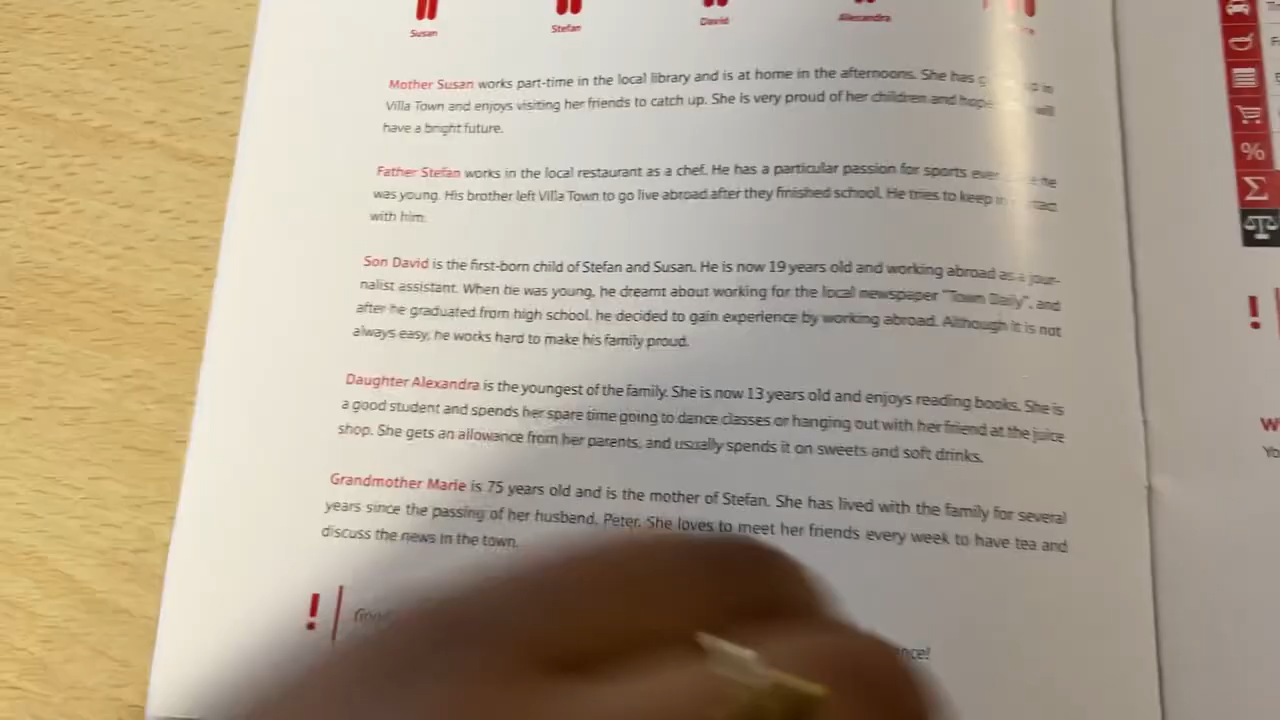 Susan Stefan David Alexandra
Mother Susan works part-time in the local library and is at home in the afternoons. She has in
Villa Town and enjoys visiting her friends to catch up. She is very proud of her children and will
have a bright future.
Father Stefan works in the local restaurant as a chef. He has a particular passion for sports he
was young. His brother left Villa Town to go live abroad after they finished school. He tries to keep
with him.
Son David is the first-born child of Stefan and Susan. He is now 19 years old and working abroad as a jour-
nalist assistant. When he was young, he dreamt about working for the local newspaper "Town Daily", and
after he graduated from high school, he decided to gain experience by working abroad. Although it is not
always easy, he works hard to make his family proud.
Daughter Alexandra is the youngest of the family. She is now 13 years old and enjoys reading books. She is
a good student and spends her spare time going to dance classes or hanging out with her friend at the juice
shop. She gets an allowance from her parents, and usually spends it on sweets and soft drinks.
Grandmother Marie is 75 years old and is the mother of Stefan. She has lived with the family for several
years since the passing of her husband, Peter. She loves to meet her friends every week to have tea and
discuss the news in the town.
!
%
Σ
!